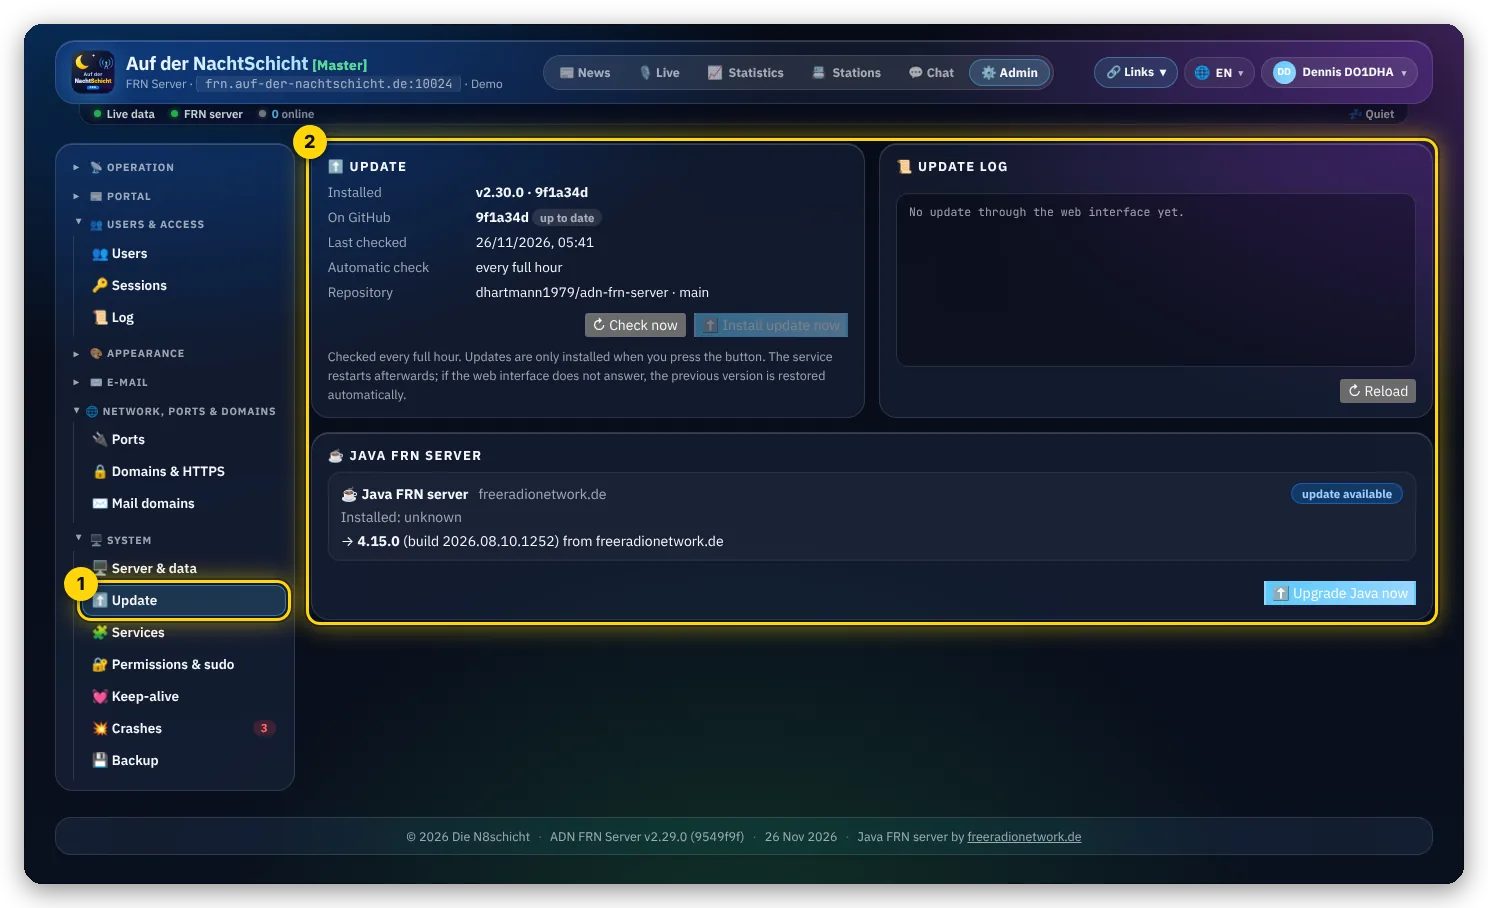 Auf der NachtSchicht [Master]
FRN Server · frn.auf-der-nachtschicht.de:10024 · Demo
News
Live
Statistics
Stations
Chat
Admin
Links ▾
EN ▾
DD Dennis DO1DHA ▾
Auf der
NachtSchicht
Live data
FRN server
0 online
Quiet
1
2
OPERATION
PORTAL
USERS & ACCESS
Users
Sessions
Log
APPEARANCE
E-MAIL
NETWORK, PORTS & DOMAINS
Ports
Domains & HTTPS
Mail domains
SYSTEM
Server & data
Update
Services
Permissions & sudo
Keep-alive
Crashes 3
Backup
UPDATE
Installed v2.30.0 · 9f1a34d
On GitHub 9f1a34d up to date
Last checked 26/11/2026, 05:41
Automatic check every full hour
Repository dhartmann1979/adn-frn-server · main
↻ Check now
Install update now
Checked every full hour. Updates are only installed when you press the button. The service
restarts afterwards; if the web interface does not answer, the previous version is restored
automatically.
UPDATE LOG
No update through the web interface yet.
↻ Reload
JAVA FRN SERVER
Java FRN server freeradionetwork.de
update available
Installed: unknown
→ 4.15.0 (build 2026.08.10.1252) from freeradionetwork.de
Upgrade Java now
© 2026 Die N8schicht · ADN FRN Server v2.29.0 (9549f9f) · 26 Nov 2026 · Java FRN server by freeradionetwork.de